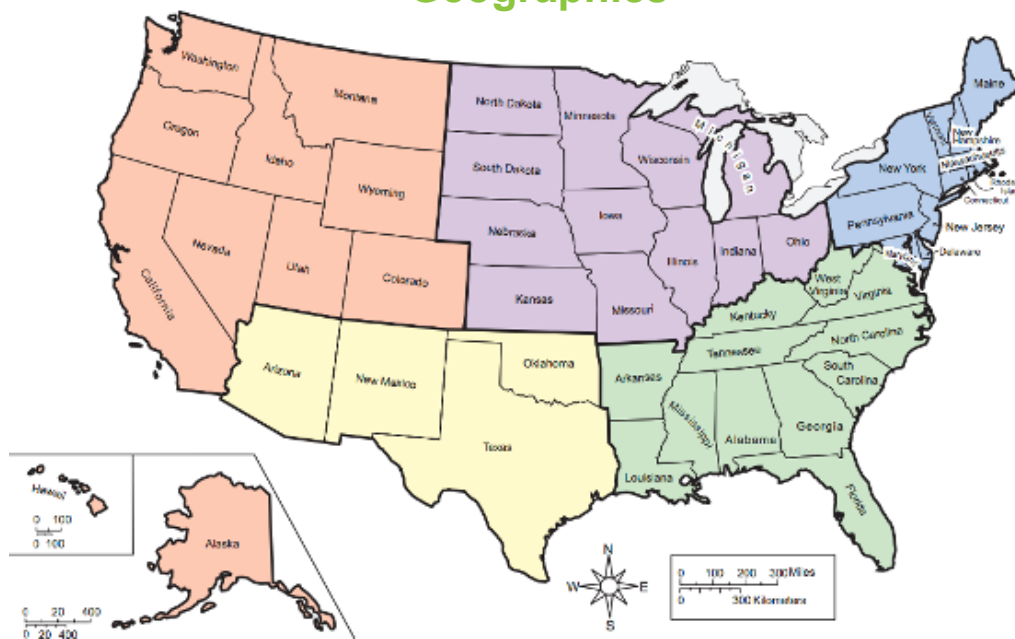 Geographics
Washington
Oregon
California
Nevada
Idaho
Montana
Wyoming
Utah
Colorado
Arizona
New Mexico
Texas
Oklahoma
North Dakota
South Dakota
Nebraska
Kansas
Minnesota
Iowa
Missouri
Wisconsin
Illinois
Michigan
Indiana
Ohio
Kentucky
Tennessee
Arkansas
Louisiana
Mississippi
Alabama
Georgia
Florida
South
Carolina
North Carolina
Virginia
West
Virginia
Maryland
Delaware
New Jersey
Pennsylvania
New York
Connecticut
Rhode
Island
Massachusetts
Vermont
New
Hampshire
Maine
Hawaii
0 100
0 100
Alaska
0 20 400
0 20 400
N
W E
S
0 100 200 300 Miles
0 300 Kilometers